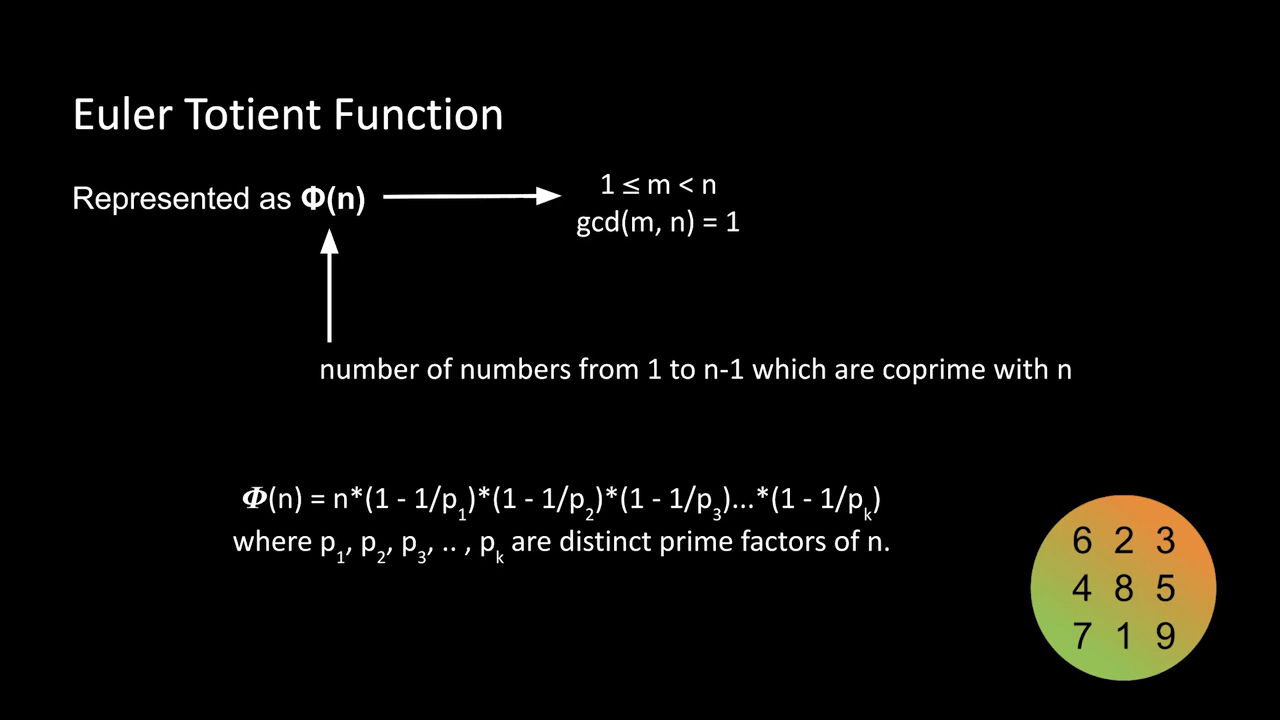 Euler Totient Function
Represented as Φ(n)
1 ≤ m < n
gcd(m, n) = 1
number of numbers from 1 to n-1 which are coprime with n
Φ(n) = n*(1 - 1/p₁)*(1 - 1/p₂)*(1 - 1/p₃)...*(1 - 1/pₖ)
where p₁, p₂, p₃, .. , pₖ are distinct prime factors of n.
6 2 3
4 8 5
7 1 9